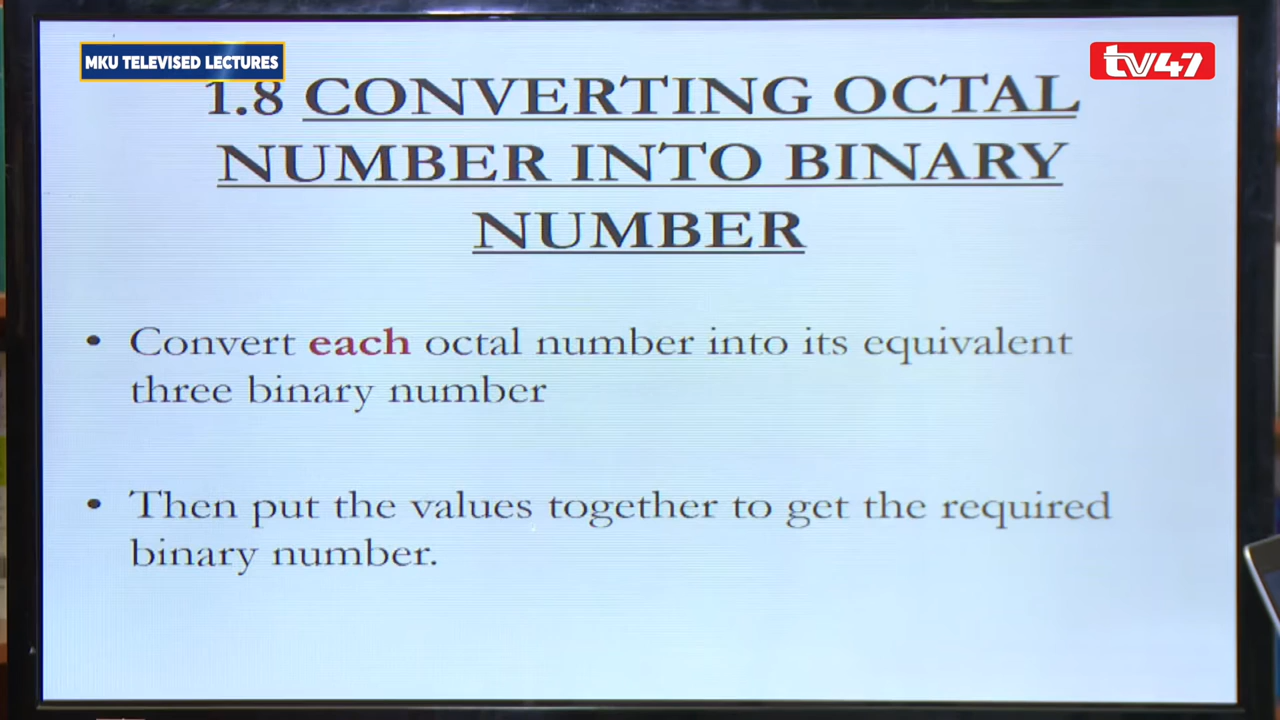 MKU TELEVISED LECTURES
tv47
1.8 CONVERTING OCTAL
NUMBER INTO BINARY
NUMBER
• Convert each octal number into its equivalent
three binary number
• Then put the values together to get the required
binary number.